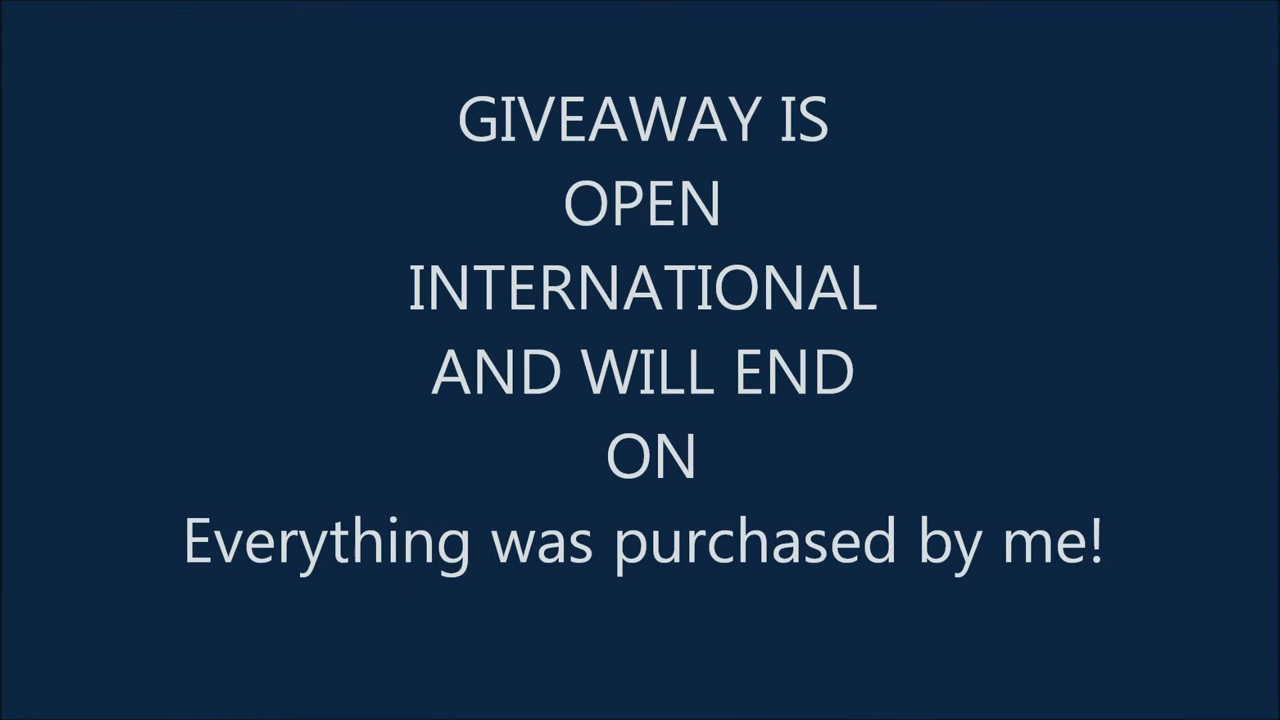 GIVEAWAY IS
OPEN
INTERNATIONAL
AND WILL END
ON
Everything was purchased by me!